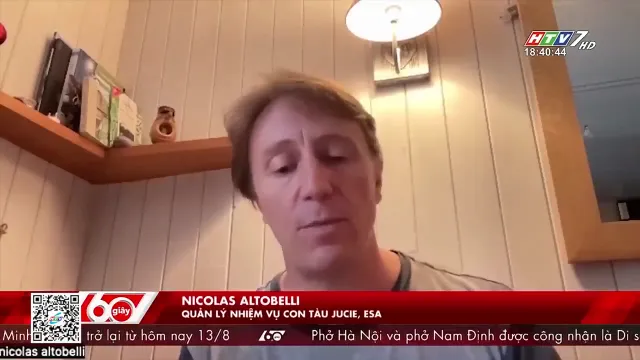 HTV7 HD
18:40:44
NICOLAS ALTOBELLI
QUẢN LÝ NHIỆM VỤ CON TÀU JUCIE, ESA
60 giây
Minh trở lại từ hôm nay 13/8 60 giây Phở Hà Nội và phở Nam Định được công nhận là Di s
nicolas altobelli